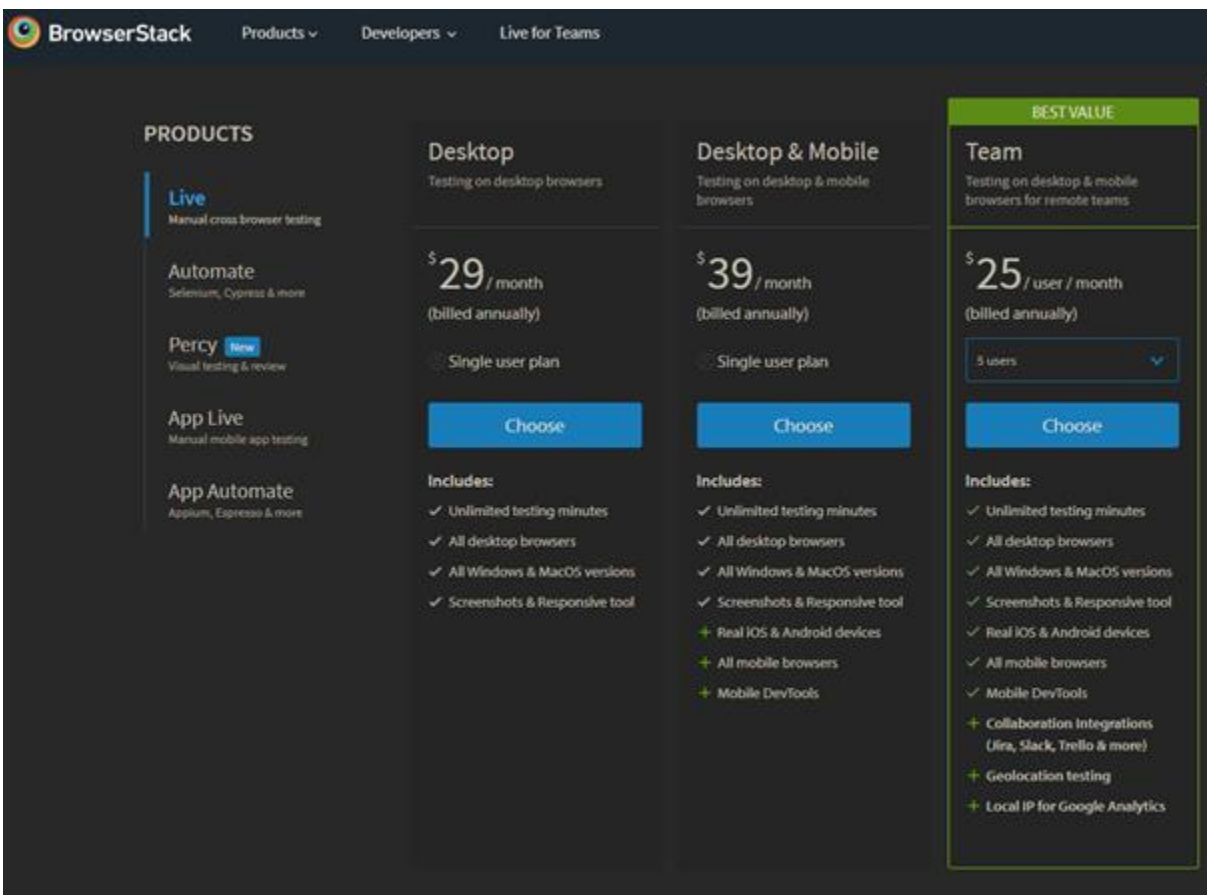 BrowserStack Products Developers Live for Teams
PRODUCTS
Live
Manual cross browser testing
Automate
Selenium, Cypress & more
Percy New
Visual testing & review
App Live
Manual mobile app testing
App Automate
Appium, Espresso & more
Desktop
Testing on desktop browsers
$29/ month
(billed annually)
Single user plan
Choose
Includes:
Unlimited testing minutes
All desktop browsers
All Windows & MacOS versions
Screenshots & Responsive tool
Desktop & Mobile
Testing on desktop & mobile
browsers
$39/ month
(billed annually)
Single user plan
Choose
Includes:
Unlimited testing minutes
All desktop browsers
All Windows & MacOS versions
Screenshots & Responsive tool
+ Real iOS & Android devices
+ All mobile browsers
+ Mobile DevTools
BEST VALUE
Team
Testing on desktop & mobile
browsers for remote teams
$25/ user / month
(billed annually)
5 users
Choose
Includes:
Unlimited testing minutes
All desktop browsers
All Windows & MacOS versions
Screenshots & Responsive tool
Real iOS & Android devices
All mobile browsers
Mobile DevTools
+ Collaboration Integrations
(Jira, Slack, Trello & more)
+ Geolocation testing
+ Local IP for Google Analytics